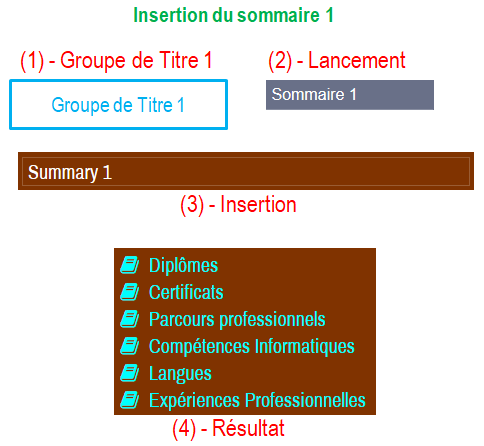 Insertion du sommaire 1
(1) - Groupe de Titre 1
(2) - Lancement
Groupe de Titre 1
Sommaire 1
Summary 1
(3) - Insertion
Diplômes
Certificats
Parcours professionnels
Compétences Informatiques
Langues
Expériences Professionnelles
(4) - Résultat